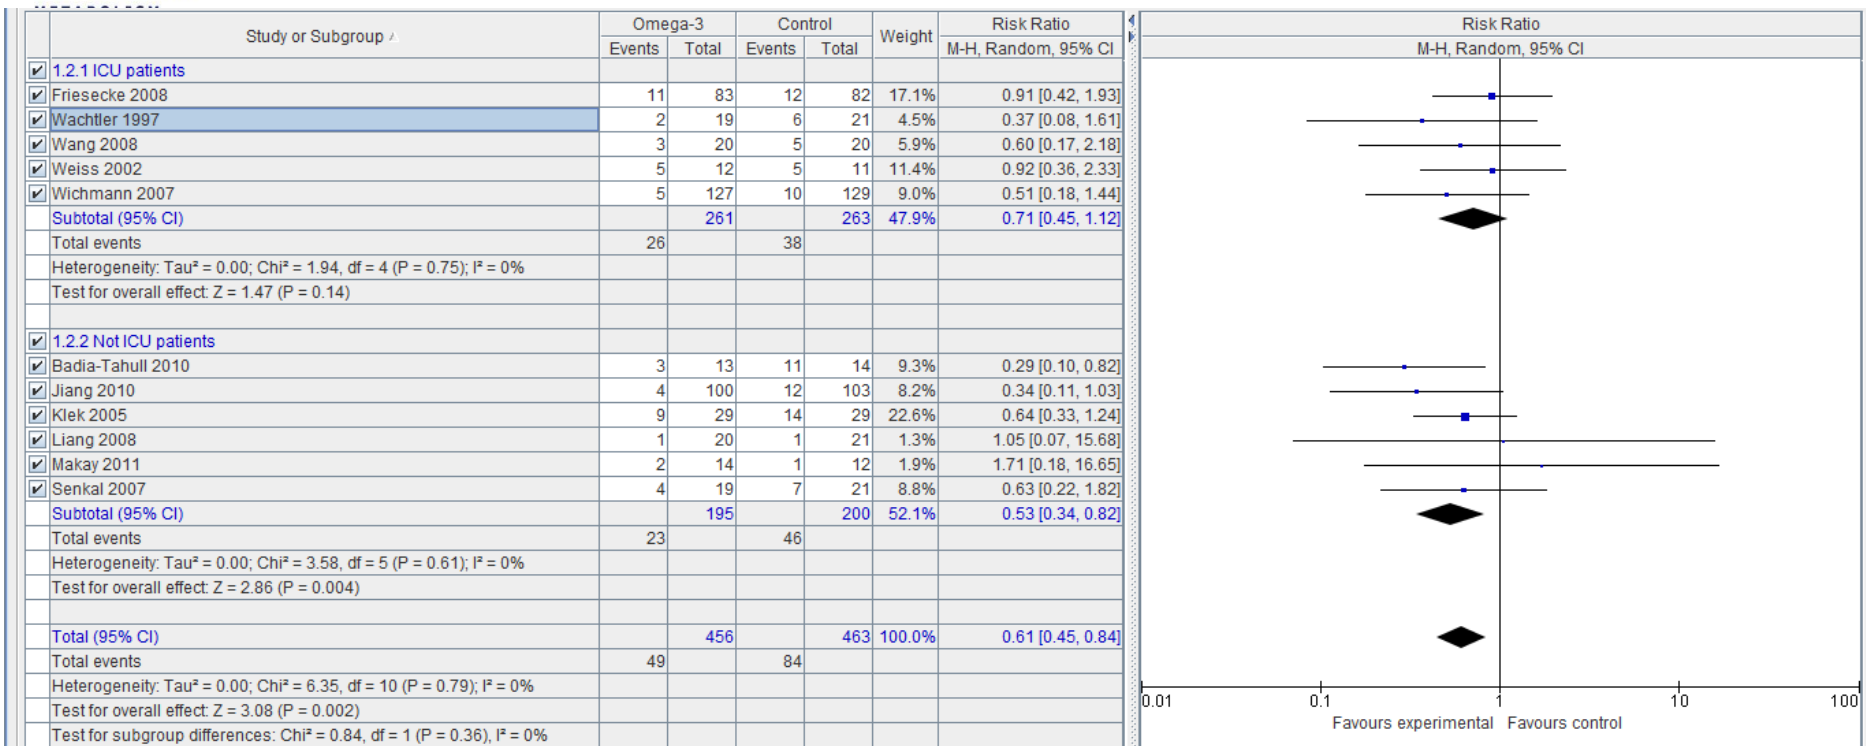 Study or Subgroup Omega-3 Control Weight Risk Ratio Risk Ratio
Events Total Events Total M-H, Random, 95% CI M-H, Random, 95% CI
1.2.1 ICU patients
Friesecke 2008 11 83 12 82 17.1% 0.91 [0.42, 1.93]
Wachtler 1997 2 19 6 21 4.5% 0.37 [0.08, 1.61]
Wang 2008 3 20 5 20 5.9% 0.60 [0.17, 2.18]
Weiss 2002 5 12 5 11 11.4% 0.92 [0.36, 2.33]
Wichmann 2007 5 127 10 129 9.0% 0.51 [0.18, 1.44]
Subtotal (95% CI) 261 263 47.9% 0.71 [0.45, 1.12]
Total events 26 38
Heterogeneity: Tau² = 0.00; Chi² = 1.94, df = 4 (P = 0.75); I² = 0%
Test for overall effect: Z = 1.47 (P = 0.14)
1.2.2 Not ICU patients
Badia-Tahull 2010 3 13 11 14 9.3% 0.29 [0.10, 0.82]
Jiang 2010 4 100 12 103 8.2% 0.34 [0.11, 1.03]
Klek 2005 9 29 14 29 22.6% 0.64 [0.33, 1.24]
Liang 2008 1 20 1 21 1.3% 1.05 [0.07, 15.68]
Makay 2011 2 14 1 12 1.9% 1.71 [0.18, 16.65]
Senkal 2007 4 19 7 21 8.8% 0.63 [0.22, 1.82]
Subtotal (95% CI) 195 200 52.1% 0.53 [0.34, 0.82]
Total events 23 46
Heterogeneity: Tau² = 0.00; Chi² = 3.58, df = 5 (P = 0.61); I² = 0%
Test for overall effect: Z = 2.86 (P = 0.004)
Total (95% CI) 456 463 100.0% 0.61 [0.45, 0.84]
Total events 49 84
Heterogeneity: Tau² = 0.00; Chi² = 6.35, df = 10 (P = 0.79); I² = 0%
Test for overall effect: Z = 3.08 (P = 0.002)
Test for subgroup differences: Chi² = 0.84, df = 1 (P = 0.36), I² = 0%
0.01 0.1 1 10 100
Favours experimental Favours control